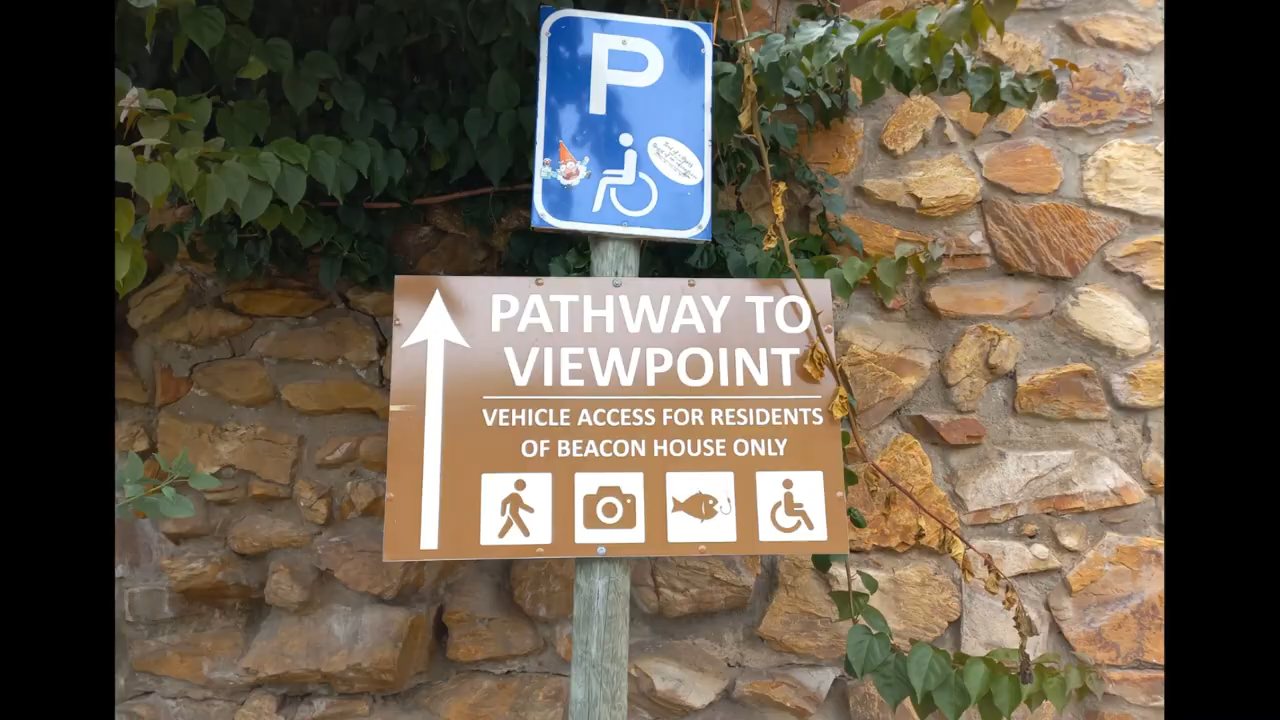 P
PATHWAY TO
VIEWPOINT
VEHICLE ACCESS FOR RESIDENTS
OF BEACON HOUSE ONLY